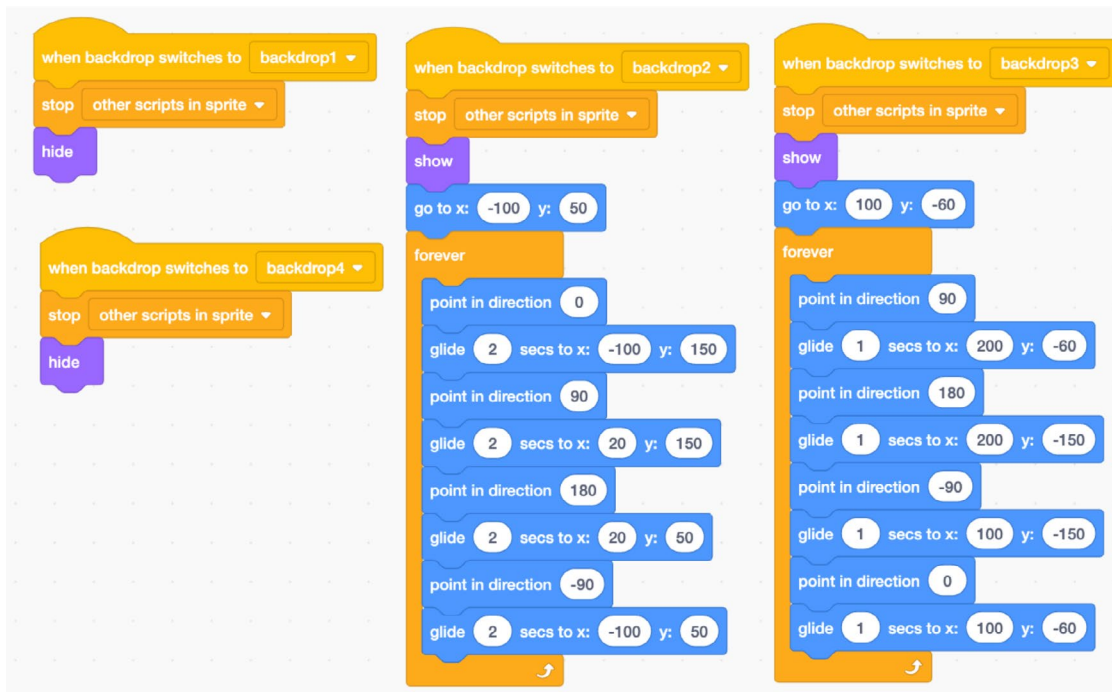 when backdrop switches to backdrop1
stop other scripts in sprite
hide
when backdrop switches to backdrop4
stop other scripts in sprite
hide
when backdrop switches to backdrop2
stop other scripts in sprite
show
go to x: -100 y: 50
forever
point in direction 0
glide 2 secs to x: -100 y: 150
point in direction 90
glide 2 secs to x: 20 y: 150
point in direction 180
glide 2 secs to x: 20 y: 50
point in direction -90
glide 2 secs to x: -100 y: 50
when backdrop switches to backdrop3
stop other scripts in sprite
show
go to x: 100 y: -60
forever
point in direction 90
glide 1 secs to x: 200 y: -60
point in direction 180
glide 1 secs to x: 200 y: -150
point in direction -90
glide 1 secs to x: 100 y: -150
point in direction 0
glide 1 secs to x: 100 y: -60